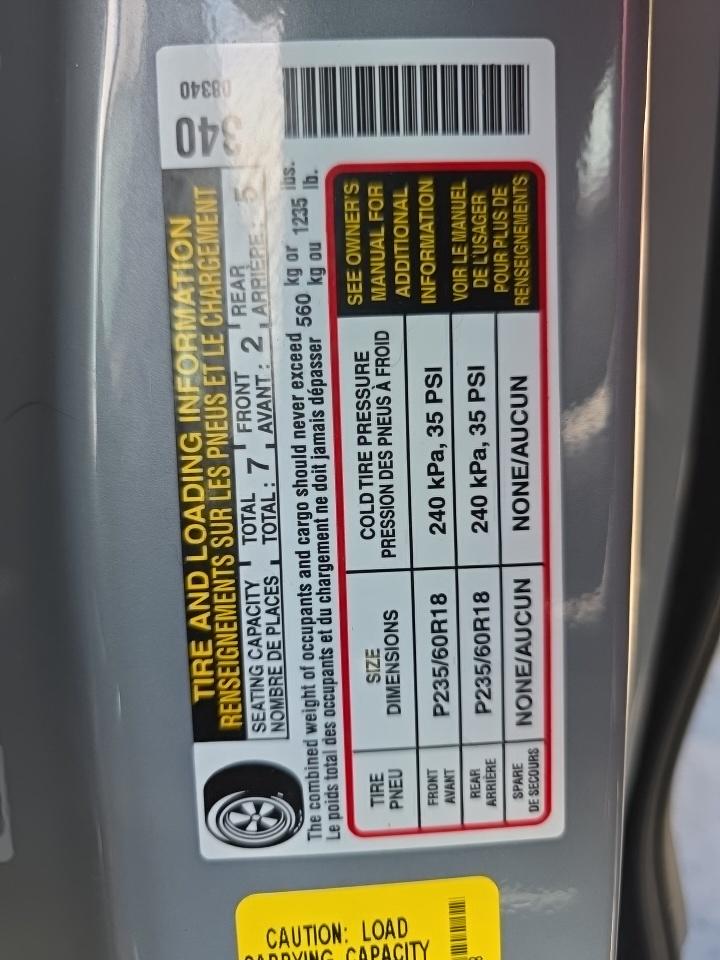 TIRE AND LOADING INFORMATION
RENSEIGNEMENTS SUR LES PNEUS ET LE CHARGEMENT
340
08340
SEATING CAPACITY TOTAL 7 FRONT 2 REAR 5
NOMBRE DE PLACES TOTAL : AVANT : ARRIÈRE :
The combined weight of occupants and cargo should never exceed 560 kg or 1235 lbs.
Le poids total des occupants et du chargement ne doit jamais dépasser kg ou lb.
TIRE SIZE COLD TIRE PRESSURE
PNEU DIMENSIONS PRESSION DES PNEUS À FROID
FRONT P235/60R18 240 kPa, 35 PSI
AVANT
REAR P235/60R18 240 kPa, 35 PSI
ARRIÈRE
SPARE NONE/AUCUN NONE/AUCUN
DE SECOURS
SEE OWNER'S
MANUAL FOR
ADDITIONAL
INFORMATION
VOIR LE MANUEL
DE L'USAGER
POUR PLUS DE
RENSEIGNEMENTS
CAUTION: LOAD
CARRYING CAPACITY